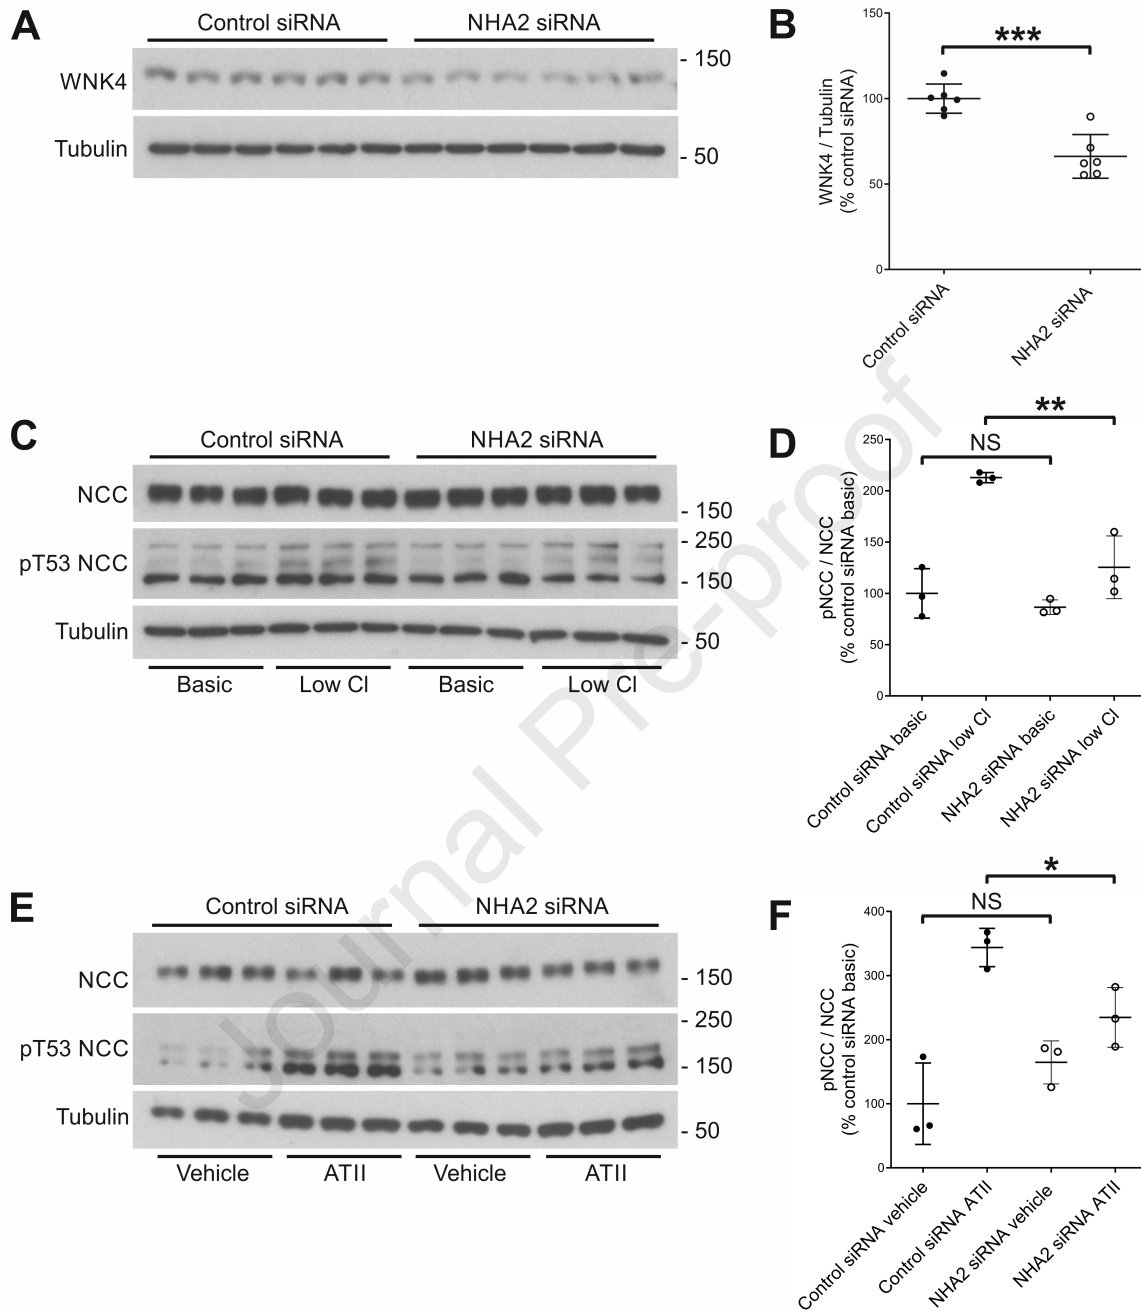 A
Control siRNA
NHA2 siRNA
WNK4
- 150
Tubulin
- 50
B
150
100
50
0
WNK4 / Tubulin
(% control siRNA)
***
Control siRNA
NHA2 siRNA
C
Control siRNA
NHA2 siRNA
NCC
- 150
- 250
pT53 NCC
- 150
Tubulin
- 50
Basic
Low Cl
Basic
Low Cl
D
250
200
150
100
50
0
pNCC / NCC
(% control siRNA basic)
**
NS
Control siRNA basic
Control siRNA low Cl
NHA2 siRNA basic
NHA2 siRNA low Cl
E
Control siRNA
NHA2 siRNA
NCC
- 150
- 250
pT53 NCC
- 150
Tubulin
- 50
Vehicle
ATII
Vehicle
ATII
F
400
300
200
100
0
pNCC / NCC
(% control siRNA basic)
*
NS
Control siRNA vehicle
Control siRNA ATII
NHA2 siRNA vehicle
NHA2 siRNA ATII
Journal Pre-proof